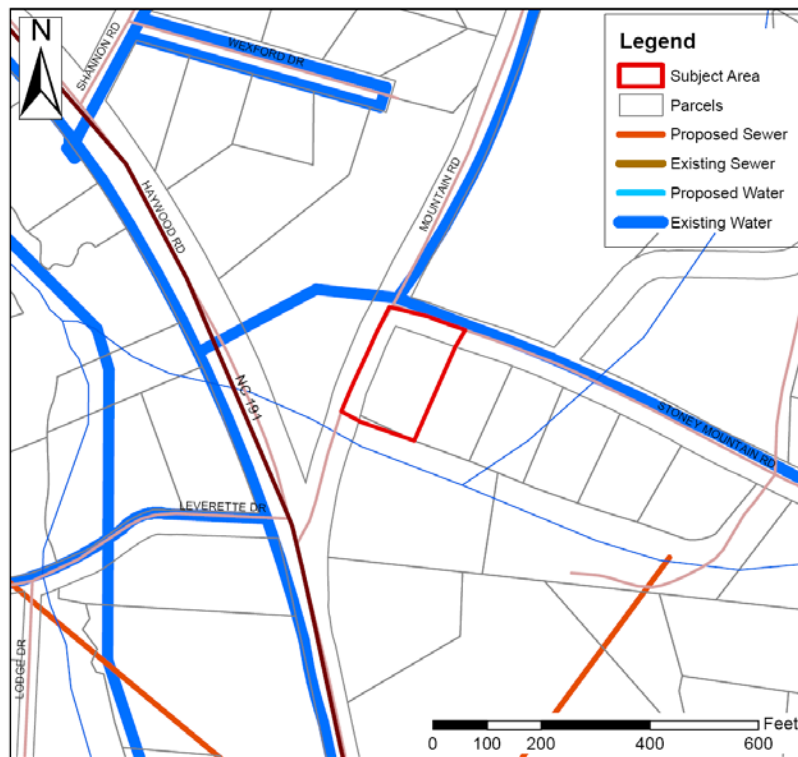 N
SHANNON RD
WEXFORD DR
HAYWOOD RD
MOUNTAIN RD
NC 191
STONEY MOUNTAIN RD
LEVERETTE DR
LODGE DR
Legend
Subject Area
Parcels
Proposed Sewer
Existing Sewer
Proposed Water
Existing Water
Feet
0 100 200 400 600